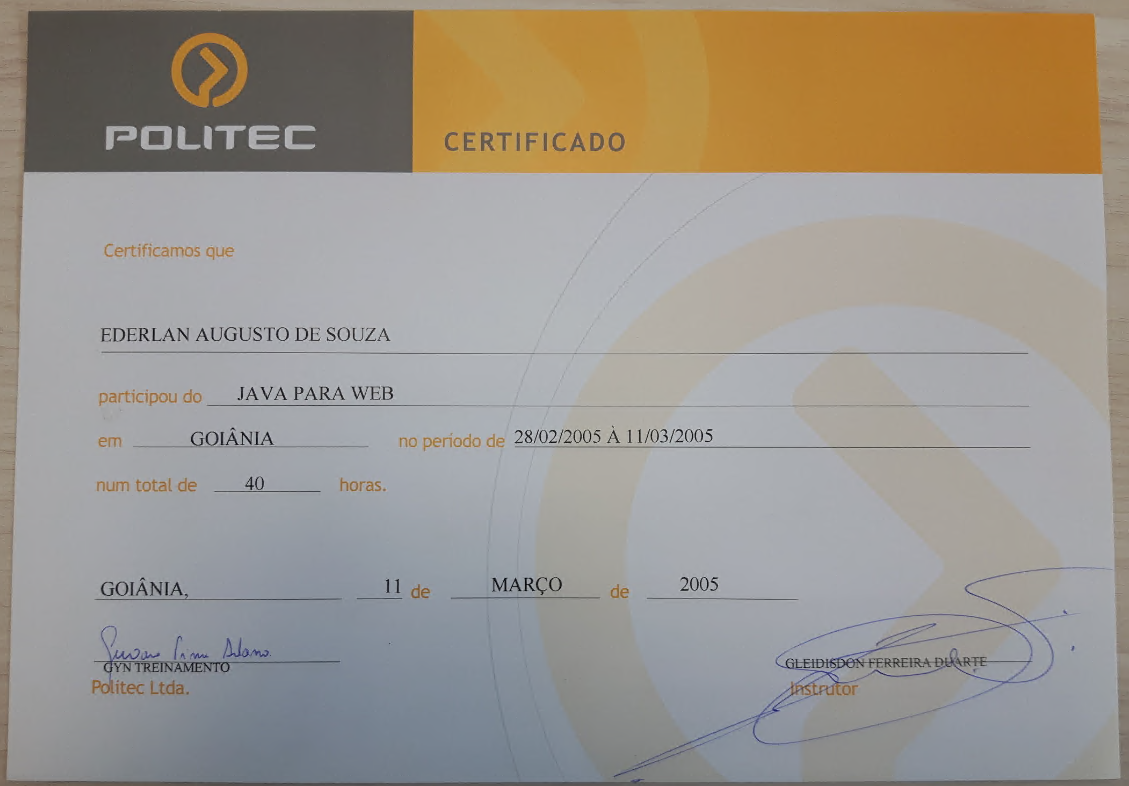 POLITEC
CERTIFICADO
Certificamos que
EDERLAN AUGUSTO DE SOUZA
participou do JAVA PARA WEB
em GOIÂNIA no período de 28/02/2005 À 11/03/2005
num total de 40 horas.
GOIÂNIA, 11 de MARÇO de 2005
GYN TREINAMENTO GLEIDISDON FERREIRA DUARTE
Politec Ltda. Instrutor